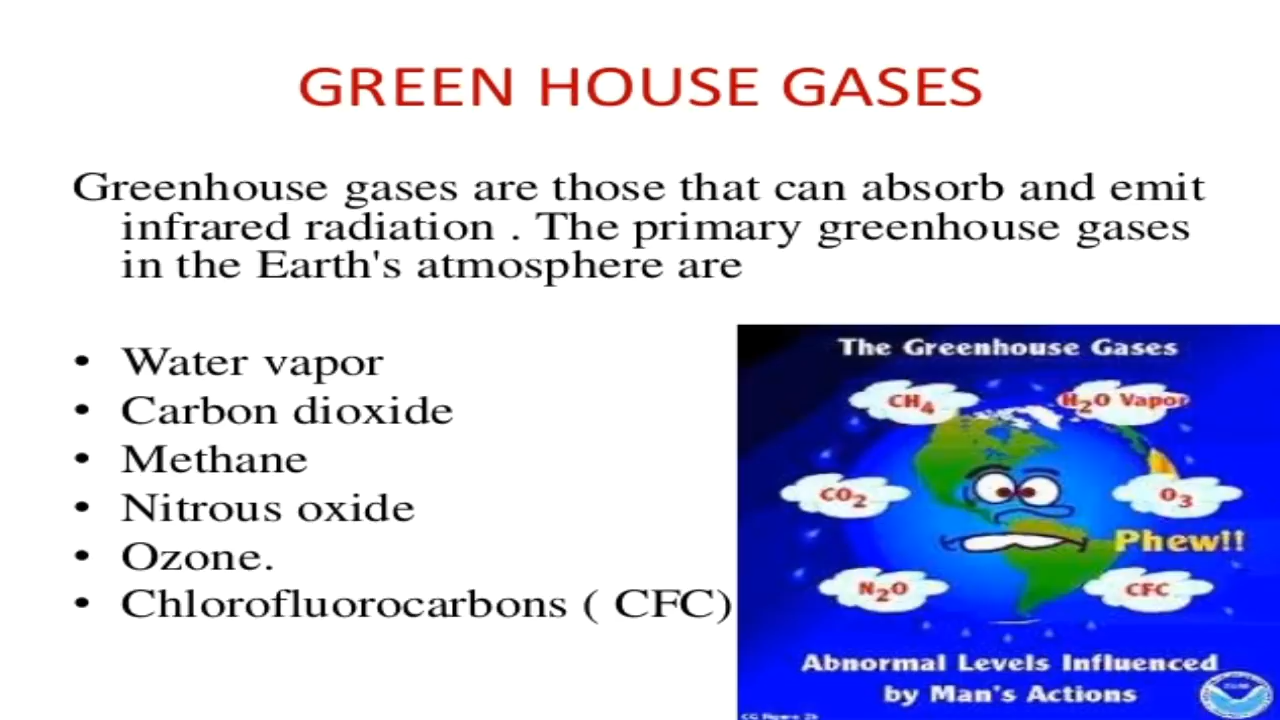 GREEN HOUSE GASES
Greenhouse gases are those that can absorb and emit
infrared radiation . The primary greenhouse gases
in the Earth's atmosphere are
• Water vapor
• Carbon dioxide
• Methane
• Nitrous oxide
• Ozone.
• Chlorofluorocarbons ( CFC)
The Greenhouse Gases
CH4
H2O Vapor
CO2
O3
Phew!!
N2O
CFC
Abnormal Levels Influenced
by Man's Actions